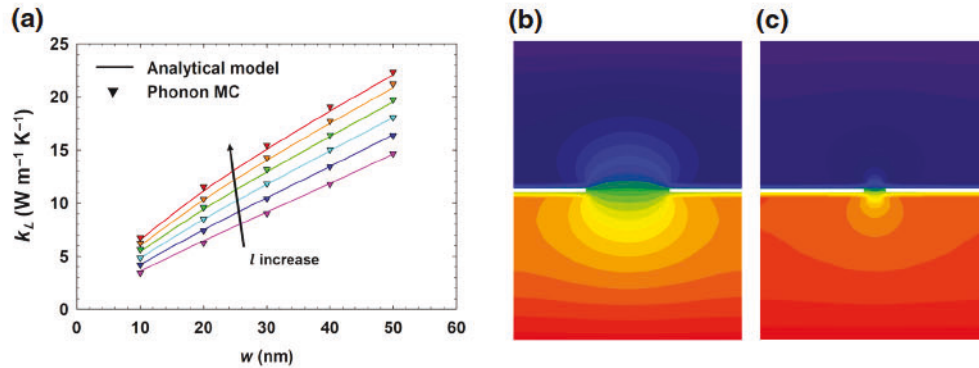 (a)
25
20
15
10
5
0
k_L (W m⁻¹ K⁻¹)
Analytical model
Phonon MC
l increase
0 10 20 30 40 50 60
w (nm)
(b)
(c)